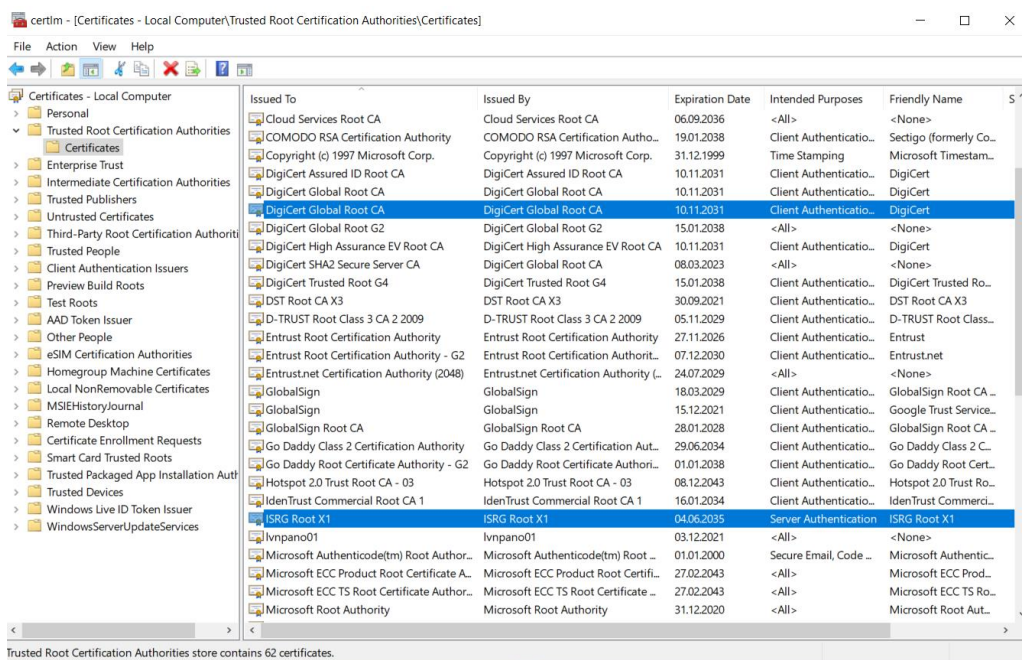 certlm - [Certificates - Local Computer\Trusted Root Certification Authorities\Certificates]
File Action View Help
Certificates - Local Computer
Personal
Trusted Root Certification Authorities
Certificates
Enterprise Trust
Intermediate Certification Authorities
Trusted Publishers
Untrusted Certificates
Third-Party Root Certification Authoriti
Trusted People
Client Authentication Issuers
Preview Build Roots
Test Roots
AAD Token Issuer
Other People
eSIM Certification Authorities
Homegroup Machine Certificates
Local NonRemovable Certificates
MSIEHistoryJournal
Remote Desktop
Certificate Enrollment Requests
Smart Card Trusted Roots
Trusted Packaged App Installation Auth
Trusted Devices
Windows Live ID Token Issuer
WindowsServerUpdateServices
Issued To Issued By Expiration Date Intended Purposes Friendly Name S
Cloud Services Root CA Cloud Services Root CA 06.09.2036 <All> <None>
COMODO RSA Certification Authority COMODO RSA Certification Autho... 19.01.2038 Client Authenticatio... Sectigo (formerly Co...
Copyright (c) 1997 Microsoft Corp. Copyright (c) 1997 Microsoft Corp. 31.12.1999 Time Stamping Microsoft Timestam...
DigiCert Assured ID Root CA DigiCert Assured ID Root CA 10.11.2031 Client Authenticatio... DigiCert
DigiCert Global Root CA DigiCert Global Root CA 10.11.2031 Client Authenticatio... DigiCert
DigiCert Global Root CA DigiCert Global Root CA 10.11.2031 Client Authenticatio... DigiCert
DigiCert Global Root G2 DigiCert Global Root G2 15.01.2038 <All> <None>
DigiCert High Assurance EV Root CA DigiCert High Assurance EV Root CA 10.11.2031 Client Authenticatio... DigiCert
DigiCert SHA2 Secure Server CA DigiCert Global Root CA 08.03.2023 <All> <None>
DigiCert Trusted Root G4 DigiCert Trusted Root G4 15.01.2038 Client Authenticatio... DigiCert Trusted Ro...
DST Root CA X3 DST Root CA X3 30.09.2021 Client Authenticatio... DST Root CA X3
D-TRUST Root Class 3 CA 2 2009 D-TRUST Root Class 3 CA 2 2009 05.11.2029 Client Authenticatio... D-TRUST Root Class...
Entrust Root Certification Authority Entrust Root Certification Authority 27.11.2026 Client Authenticatio... Entrust
Entrust Root Certification Authority - G2 Entrust Root Certification Authorit... 07.12.2030 Client Authenticatio... Entrust.net
Entrust.net Certification Authority (2048) Entrust.net Certification Authority (... 24.07.2029 <All> <None>
GlobalSign GlobalSign 18.03.2029 Client Authenticatio... GlobalSign Root CA ...
GlobalSign GlobalSign 15.12.2021 Client Authenticatio... Google Trust Service...
GlobalSign Root CA GlobalSign Root CA 28.01.2028 Client Authenticatio... GlobalSign Root CA ...
Go Daddy Class 2 Certification Authority Go Daddy Class 2 Certification Aut... 29.06.2034 Client Authenticatio... Go Daddy Class 2 C...
Go Daddy Root Certificate Authority - G2 Go Daddy Root Certificate Authori... 01.01.2038 Client Authenticatio... Go Daddy Root Cert...
Hotspot 2.0 Trust Root CA - 03 Hotspot 2.0 Trust Root CA - 03 08.12.2043 Client Authenticatio... Hotspot 2.0 Trust Ro...
IdenTrust Commercial Root CA 1 IdenTrust Commercial Root CA 1 16.01.2034 Client Authenticatio... IdenTrust Commerci...
ISRG Root X1 ISRG Root X1 04.06.2035 Server Authentication ISRG Root X1
lvnpano01 lvnpano01 03.12.2021 <All> <None>
Microsoft Authenticode(tm) Root Author... Microsoft Authenticode(tm) Root ... 01.01.2000 Secure Email, Code ... Microsoft Authentic...
Microsoft ECC Product Root Certificate A... Microsoft ECC Product Root Certifi... 27.02.2043 <All> Microsoft ECC Prod...
Microsoft ECC TS Root Certificate Author... Microsoft ECC TS Root Certificate ... 27.02.2043 <All> Microsoft ECC TS Ro...
Microsoft Root Authority Microsoft Root Authority 31.12.2020 <All> Microsoft Root Aut...
Trusted Root Certification Authorities store contains 62 certificates.